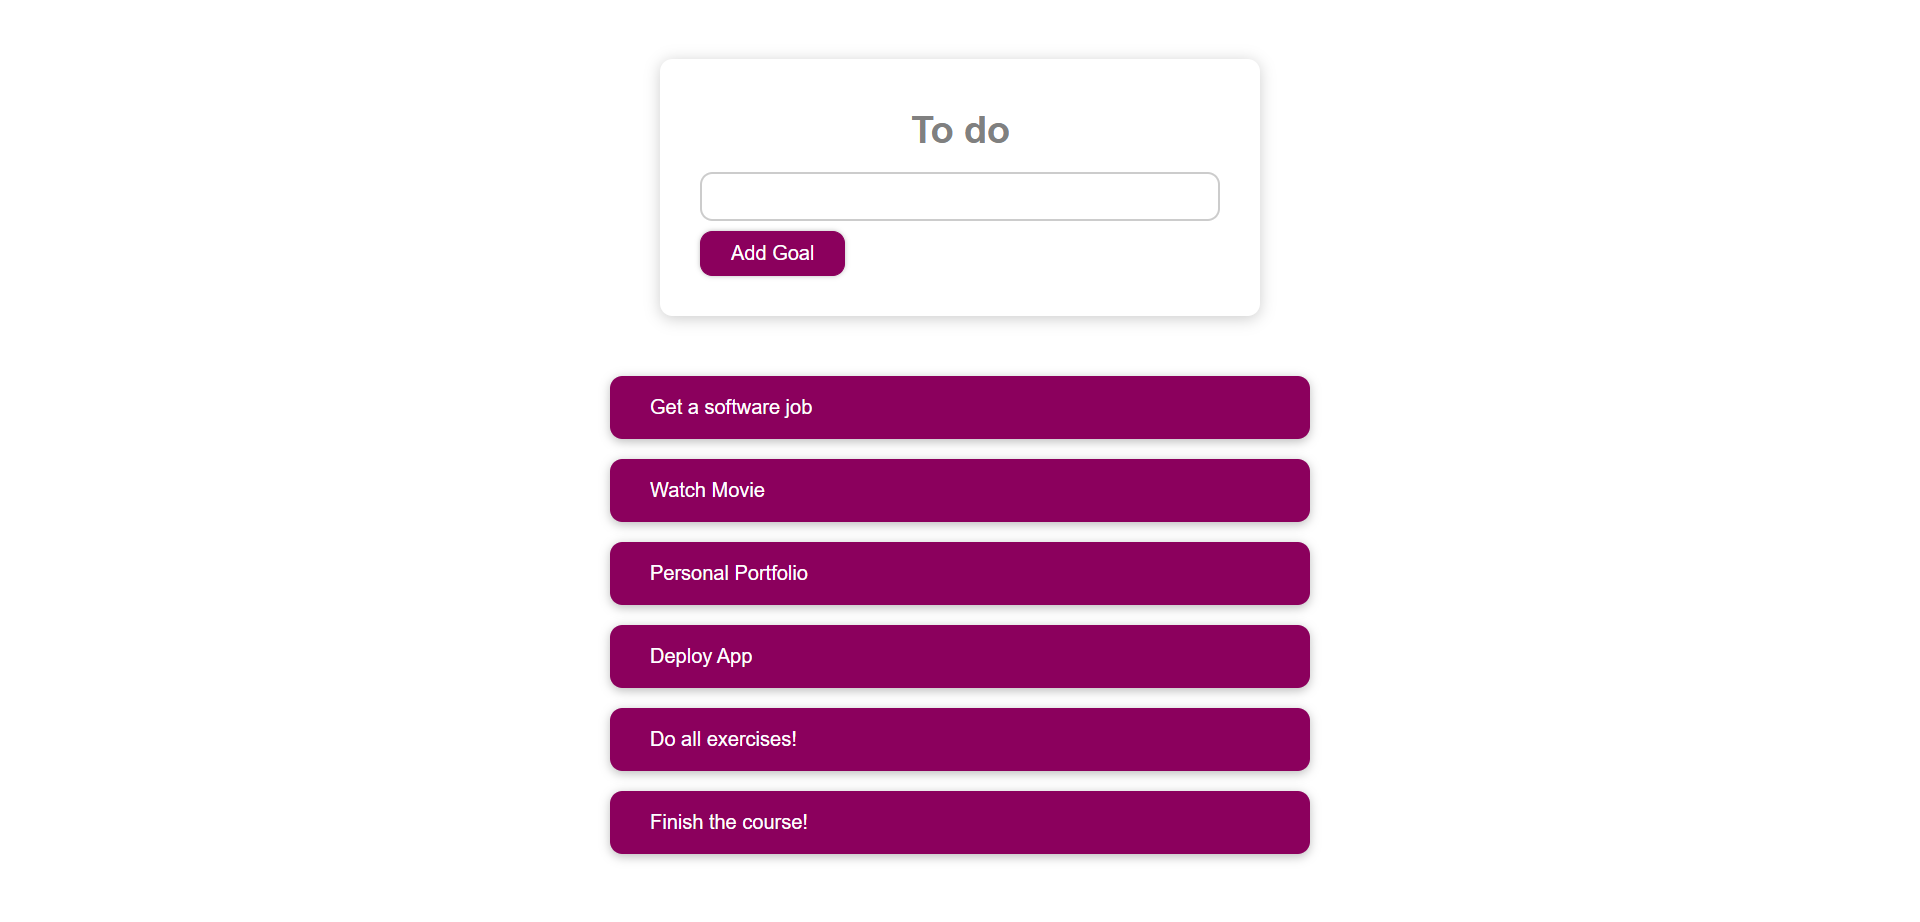 To do
Add Goal
Get a software job
Watch Movie
Personal Portfolio
Deploy App
Do all exercises!
Finish the course!